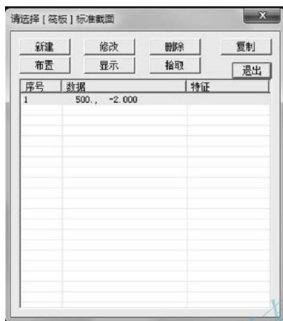 请选择 [ 筏板 ] 标准截面
新建 修改 删除 复制
布置 显示 拾取 退出
序号 数据 特征
1 500., -2.000